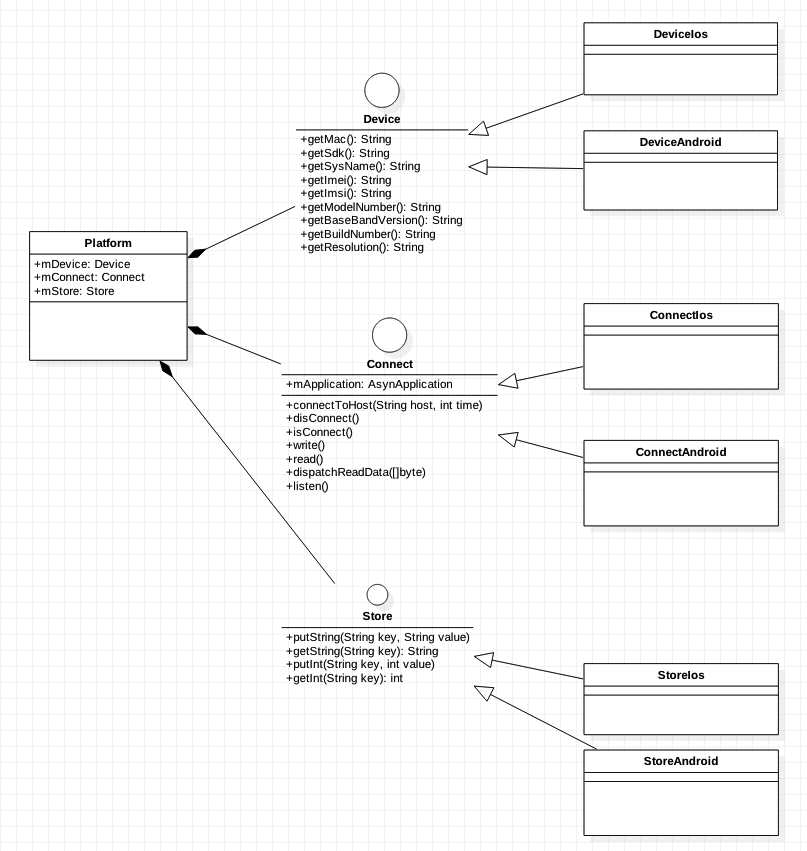 DeviceIos
Device
+getMac(): String
+getSdk(): String
+getSysName(): String
+getImei(): String
+getImsi(): String
+getModelNumber(): String
+getBaseBandVersion(): String
+getBuildNumber(): String
+getResolution(): String
DeviceAndroid
Platform
+mDevice: Device
+mConnect: Connect
+mStore: Store
ConnectIos
Connect
+mApplication: AsynApplication
+connectToHost(String host, int time)
+disConnect()
+isConnect()
+write()
+read()
+dispatchReadData([]byte)
+listen()
ConnectAndroid
Store
+putString(String key, String value)
+getString(String key): String
+putInt(String key, int value)
+getInt(String key): int
StoreIos
StoreAndroid